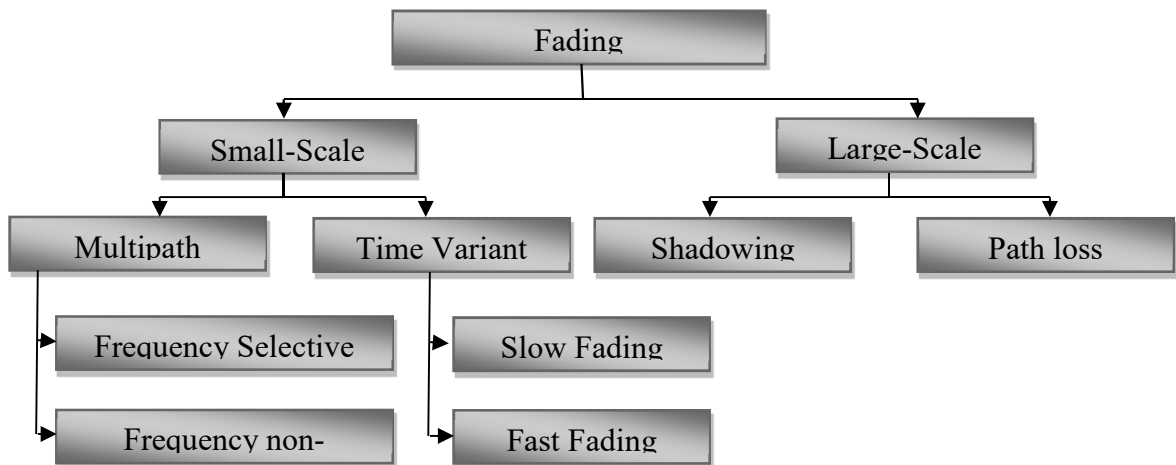 Fading
Small-Scale
Large-Scale
Multipath
Time Variant
Shadowing
Path loss
Frequency Selective
Slow Fading
Frequency non-
Fast Fading